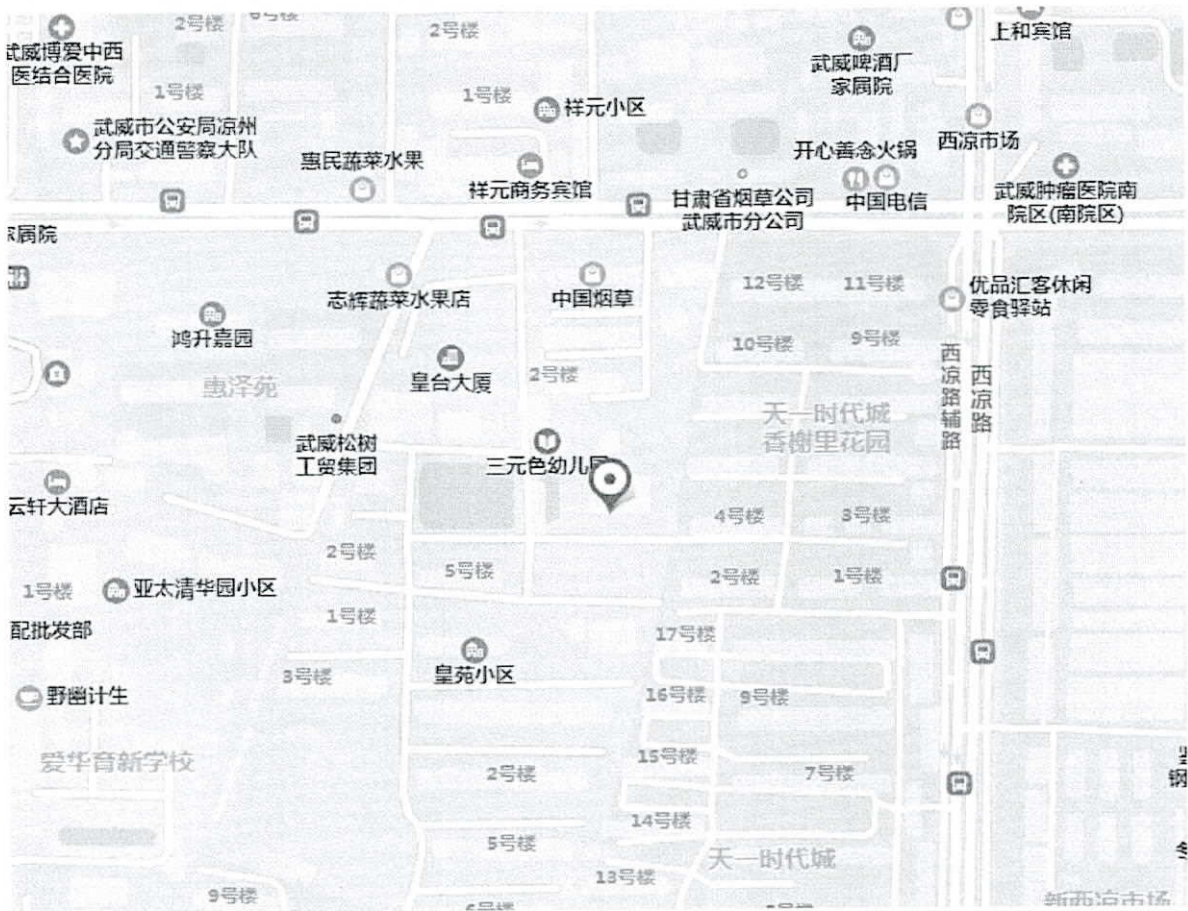 6号楼
2号楼
2号楼
上和宾馆
武威博爱中西
医结合医院
武威啤酒厂
家属院
1号楼
1号楼
祥元小区
武威市公安局凉州
分局交通警察大队
西凉市场
惠民蔬菜水果
祥元商务宾馆
开心善念火锅
中国电信
甘肃省烟草公司
武威市分公司
武威肿瘤医院南
院区(南院区)
家属院
志辉蔬菜水果店
中国烟草
12号楼
11号楼
优品汇客休闲
零食驿站
鸿升嘉园
10号楼
9号楼
皇台大厦
2号楼
惠泽苑
西凉路辅路
西凉路
天一时代城
香榭里花园
武威松树
工贸集团
三元色幼儿园
云轩大酒店
4号楼
3号楼
2号楼
5号楼
2号楼
1号楼
1号楼
亚太清华园小区
1号楼
配批发部
17号楼
3号楼
皇苑小区
野幽计生
16号楼
9号楼
爱华育新学校
15号楼
2号楼
7号楼
钢
14号楼
5号楼
天一时代城
13号楼
9号楼
6号楼
新西凉市场